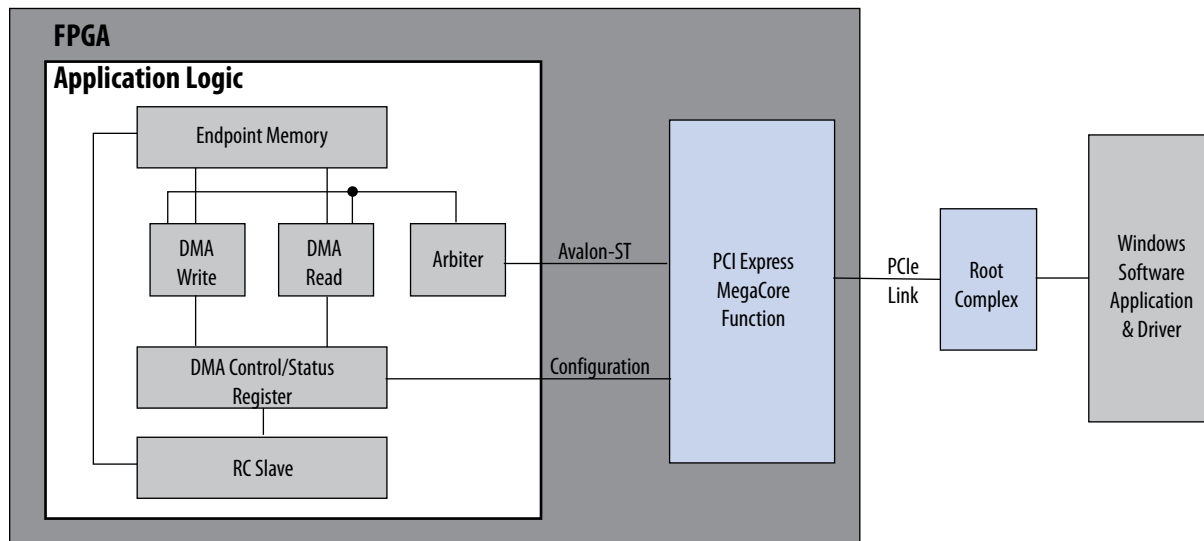 FPGA
Application Logic
Endpoint Memory
DMA
Write
DMA
Read
Arbiter
Avalon-ST
PCI Express
MegaCore
Function
PCIe
Link
Root
Complex
Windows
Software
Application
& Driver
DMA Control/Status
Register
Configuration
RC Slave